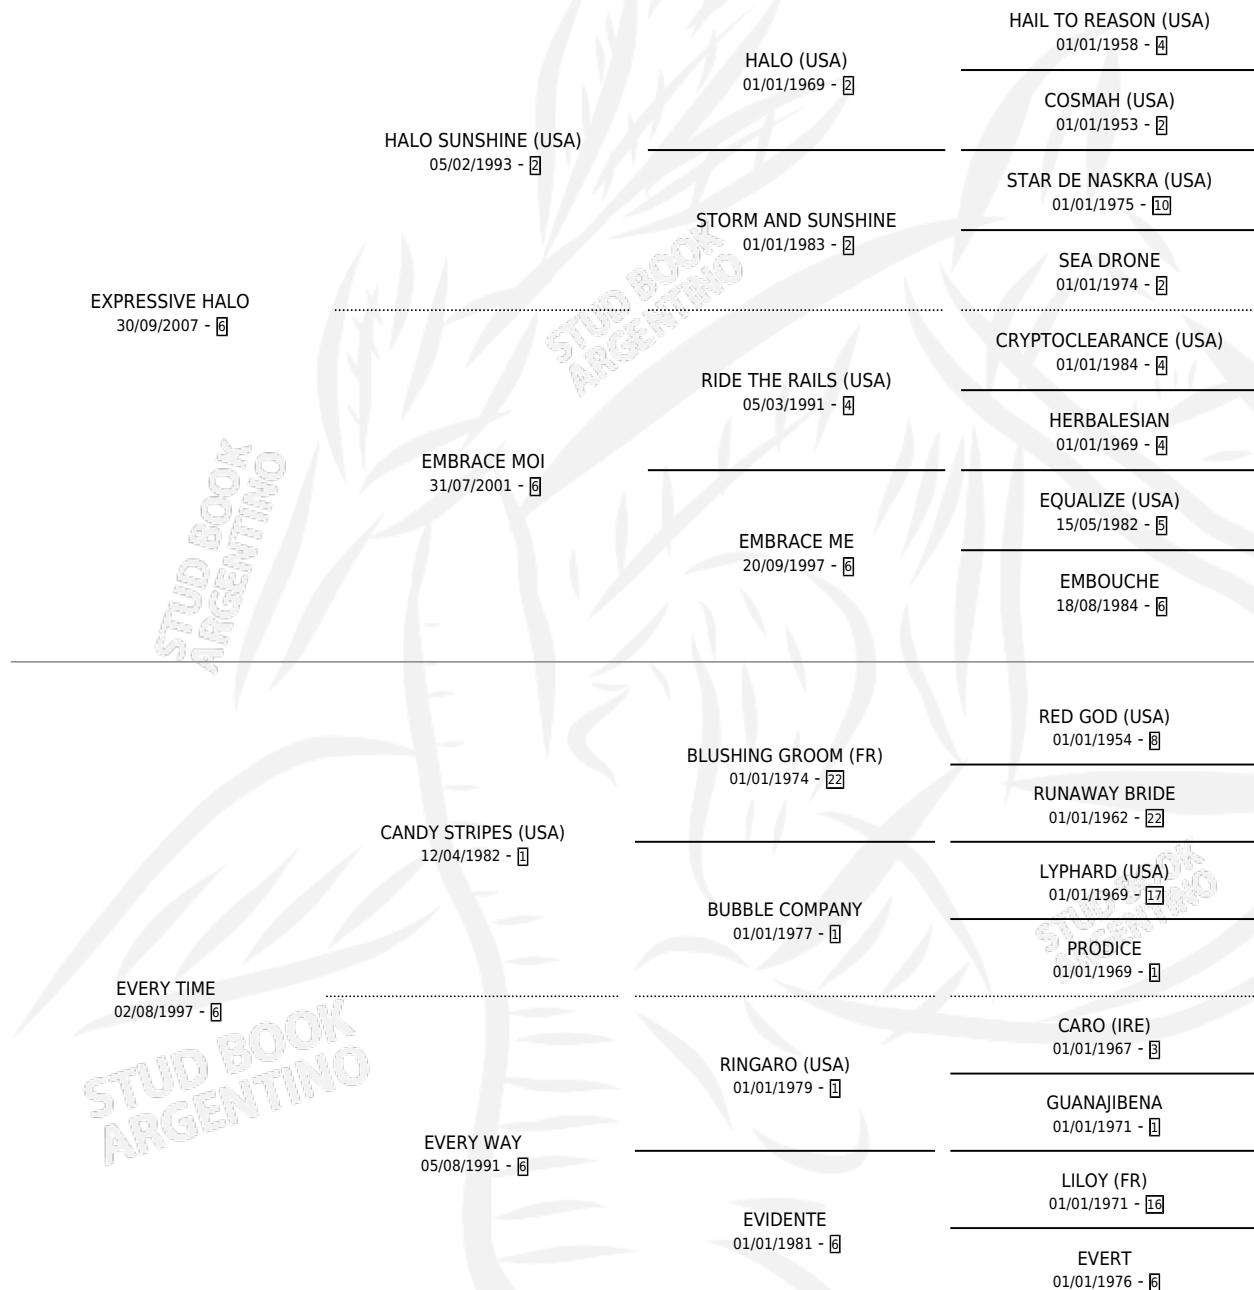 HAIL TO REASON (USA)
01/01/1958 - 4
HALO (USA)
01/01/1969 - 2
COSMAH (USA)
01/01/1953 - 2
HALO SUNSHINE (USA)
05/02/1993 - 2
STAR DE NASKRA (USA)
01/01/1975 - 10
STORM AND SUNSHINE
01/01/1983 - 2
SEA DRONE
01/01/1974 - 2
EXPRESSIVE HALO
30/09/2007 - 6
CRYPTOCLEARANCE (USA)
01/01/1984 - 4
RIDE THE RAILS (USA)
05/03/1991 - 4
HERBALESIAN
01/01/1969 - 4
EMBRACE MOI
31/07/2001 - 6
EQUALIZE (USA)
15/05/1982 - 5
EMBRACE ME
20/09/1997 - 6
EMBOUCHE
18/08/1984 - 6
RED GOD (USA)
01/01/1954 - 8
BLUSHING GROOM (FR)
01/01/1974 - 22
RUNAWAY BRIDE
01/01/1962 - 22
CANDY STRIPES (USA)
12/04/1982 - 1
LYPHARD (USA)
01/01/1969 - 17
BUBBLE COMPANY
01/01/1977 - 1
PRODICE
01/01/1969 - 1
EVERY TIME
02/08/1997 - 6
CARO (IRE)
01/01/1967 - 3
RINGARO (USA)
01/01/1979 - 1
GUANAJIBENA
01/01/1971 - 1
EVERY WAY
05/08/1991 - 6
LILOY (FR)
01/01/1971 - 16
EVIDENTE
01/01/1981 - 6
EVERT
01/01/1976 - 6
STUD BOOK
ARGENTINO
STUD BOOK
ARGENTINO
STUD BOOK
ARGENTINO
STUD BOOK
ARGENTINO